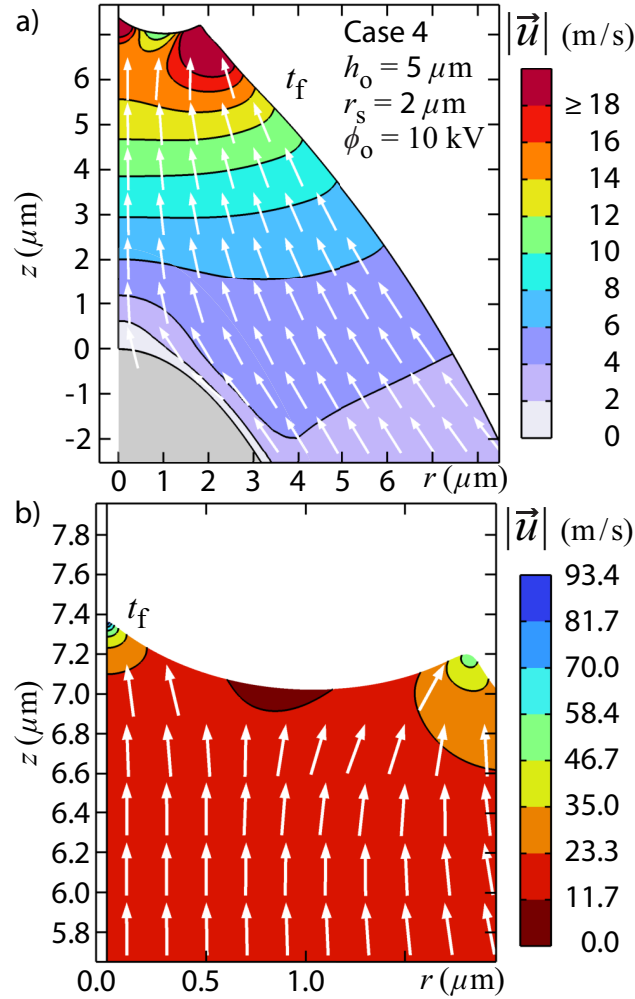 a)
Case 4
hₒ = 5 μm
rₛ = 2 μm
ϕₒ = 10 kV
t_f
|u⃗| (m/s)
≥ 18
16
14
12
10
8
6
4
2
0
z (μm)
6
5
4
3
2
1
0
-1
-2
0 1 2 3 4 5 6 r (μm)
b)
t_f
|u⃗| (m/s)
93.4
81.7
70.0
58.4
46.7
35.0
23.3
11.7
0.0
z (μm)
7.8
7.6
7.4
7.2
7.0
6.8
6.6
6.4
6.2
6.0
5.8
0.0 0.5 1.0 r (μm)